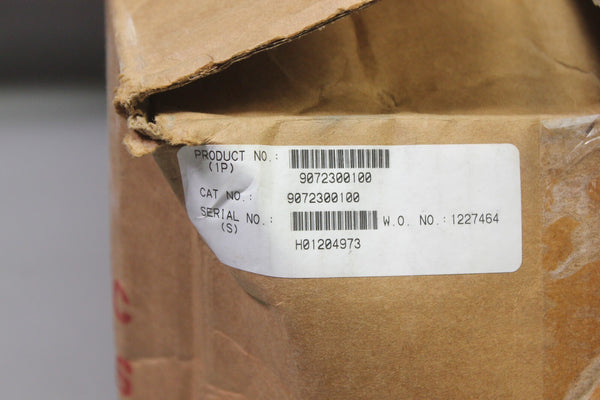 PRODUCT NO.:
(1P)
9072300100
CAT NO.: 9072300100
SERIAL NO.: W.O. NO.: 1227464
(S)
H01204973